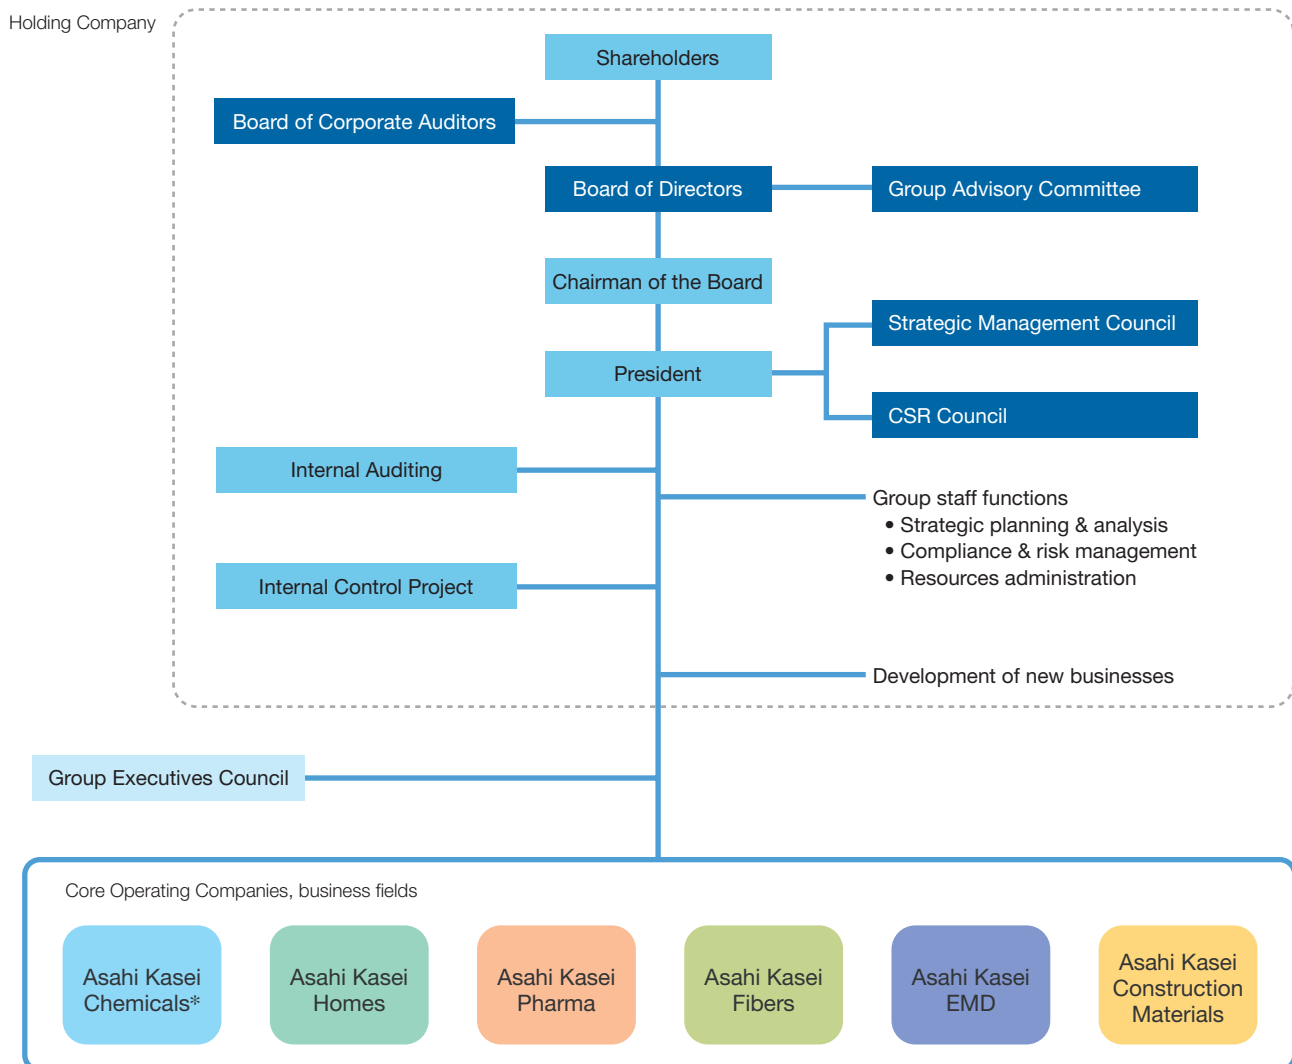 Holding Company
Shareholders
Board of Corporate Auditors
Board of Directors
Group Advisory Committee
Chairman of the Board
Strategic Management Council
President
CSR Council
Internal Auditing
Group staff functions
• Strategic planning & analysis
• Compliance & risk management
• Resources administration
Internal Control Project
Development of new businesses
Group Executives Council
Core Operating Companies, business fields
Asahi Kasei
Chemicals*
Asahi Kasei
Homes
Asahi Kasei
Pharma
Asahi Kasei
Fibers
Asahi Kasei
EMD
Asahi Kasei
Construction
Materials